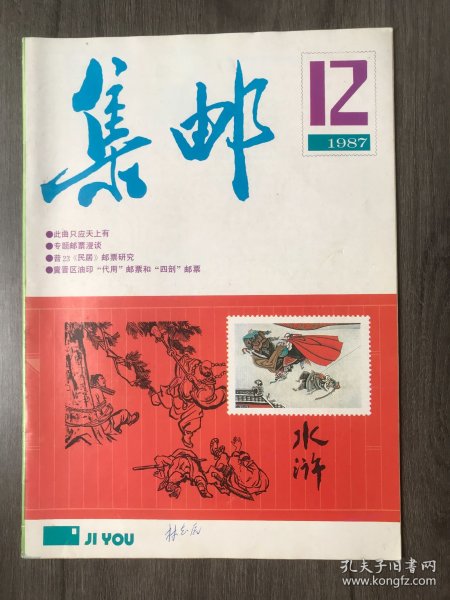 集邮
12
1987
●此曲只应天上有
●专题邮票漫谈
●普23《民居》邮票研究
●冀晋区油印“代用”邮票和“四剖”邮票
水浒
JI YOU
孔夫子旧书网
www.kongfz.com